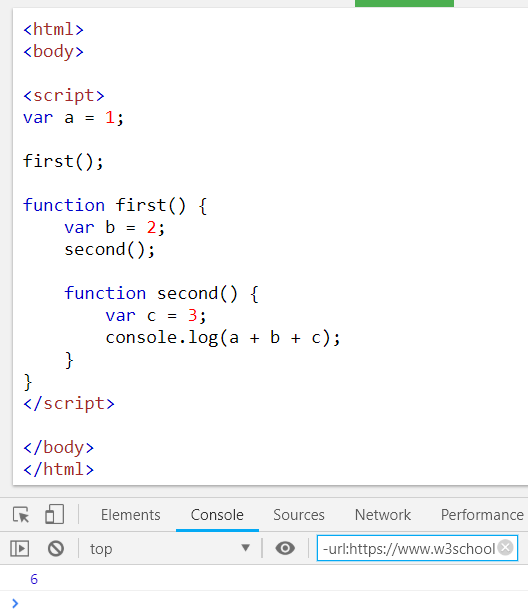 <html>
<body>
<script>
var a = 1;
first();
function first() {
    var b = 2;
    second();
    function second() {
        var c = 3;
        console.log(a + b + c);
    }
}
</script>
</body>
</html>
Elements Console Sources Network Performance
top -url:https://www.w3school
6